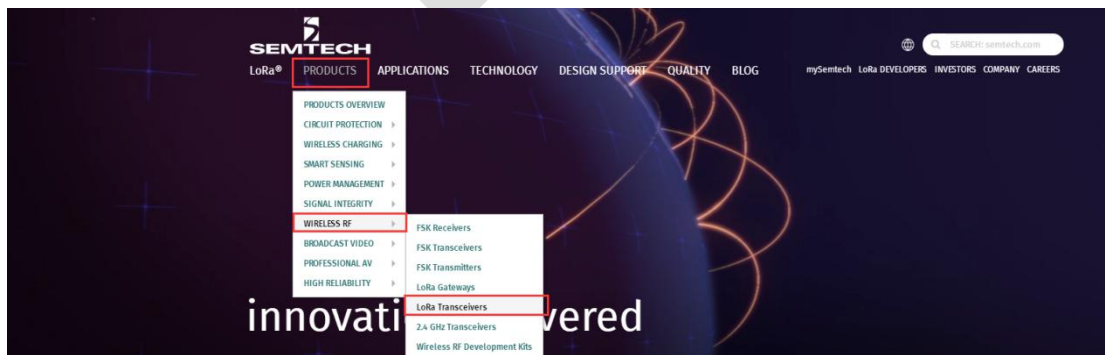 SEMTECH
SEARCH: semtech.com
LoRa® PRODUCTS APPLICATIONS TECHNOLOGY DESIGN SUPPORT QUALITY BLOG mySemtech LoRa DEVELOPERS INVESTORS COMPANY CAREERS
PRODUCTS OVERVIEW
CIRCUIT PROTECTION
WIRELESS CHARGING
SMART SENSING
POWER MANAGEMENT
SIGNAL INTEGRITY
WIRELESS RF
BROADCAST VIDEO
PROFESSIONAL AV
HIGH RELIABILITY
FSK Receivers
FSK Transceivers
FSK Transmitters
LoRa Gateways
LoRa Transceivers
2.4 GHz Transceivers
Wireless RF Development Kits
innovati vered